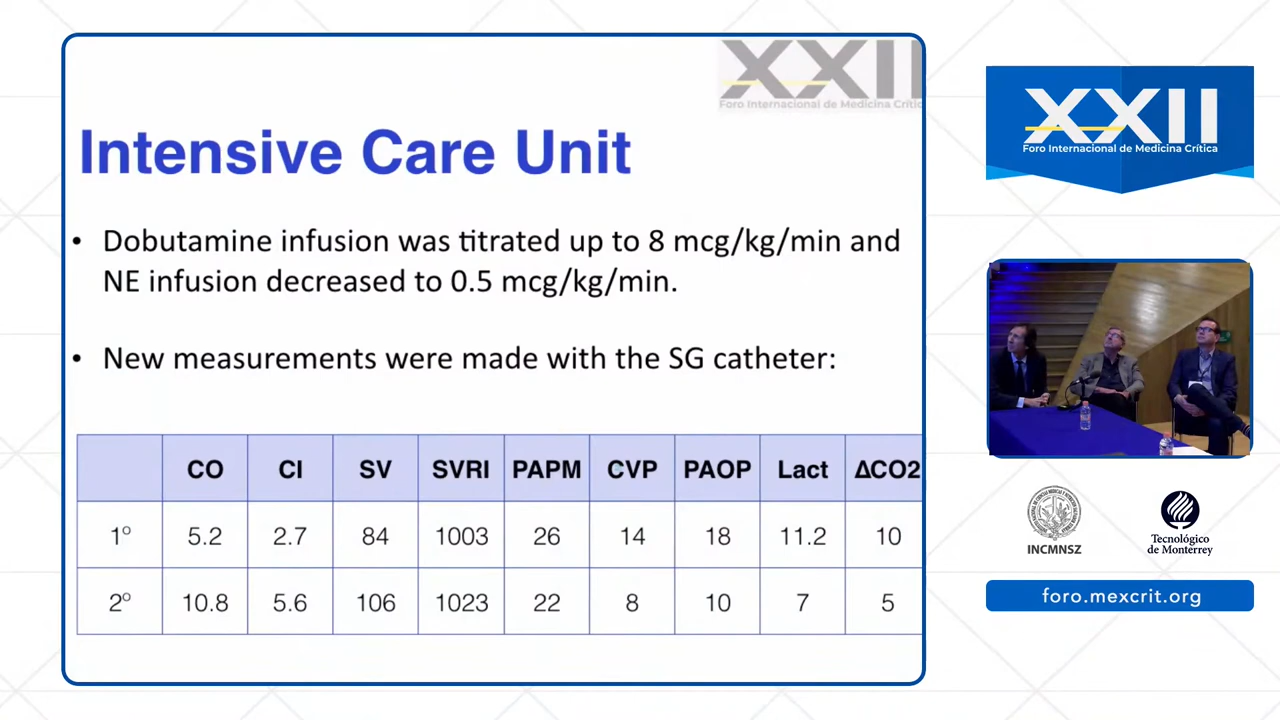 XXII
Foro Internacional de Medicina Crític
Intensive Care Unit
• Dobutamine infusion was titrated up to 8 mcg/kg/min and
NE infusion decreased to 0.5 mcg/kg/min.
• New measurements were made with the SG catheter:
CO CI SV SVRI PAPM CVP PAOP Lact ΔCO2
1º 5.2 2.7 84 1003 26 14 18 11.2 10
2º 10.8 5.6 106 1023 22 8 10 7 5
XXII
Foro Internacional de Medicina Crítica
INCMNSZ
Tecnológico
de Monterrey
foro.mexcrit.org